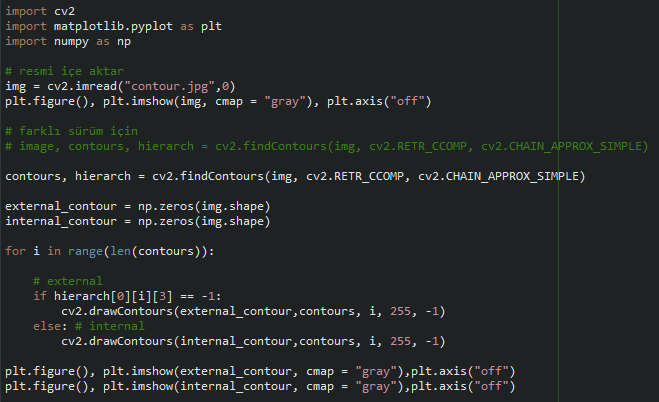 import cv2
import matplotlib.pyplot as plt
import numpy as np
# resmi içe aktar
img = cv2.imread("contour.jpg",0)
plt.figure(), plt.imshow(img, cmap = "gray"), plt.axis("off")
# farklı sürüm için
# image, contours, hierarch = cv2.findContours(img, cv2.RETR_CCOMP, cv2.CHAIN_APPROX_SIMPLE)
contours, hierarch = cv2.findContours(img, cv2.RETR_CCOMP, cv2.CHAIN_APPROX_SIMPLE)
external_contour = np.zeros(img.shape)
internal_contour = np.zeros(img.shape)
for i in range(len(contours)):
    # external
    if hierarch[0][i][3] == -1:
        cv2.drawContours(external_contour,contours, i, 255, -1)
    else: # internal
        cv2.drawContours(internal_contour,contours, i, 255, -1)
plt.figure(), plt.imshow(external_contour, cmap = "gray"),plt.axis("off")
plt.figure(), plt.imshow(internal_contour, cmap = "gray"),plt.axis("off")